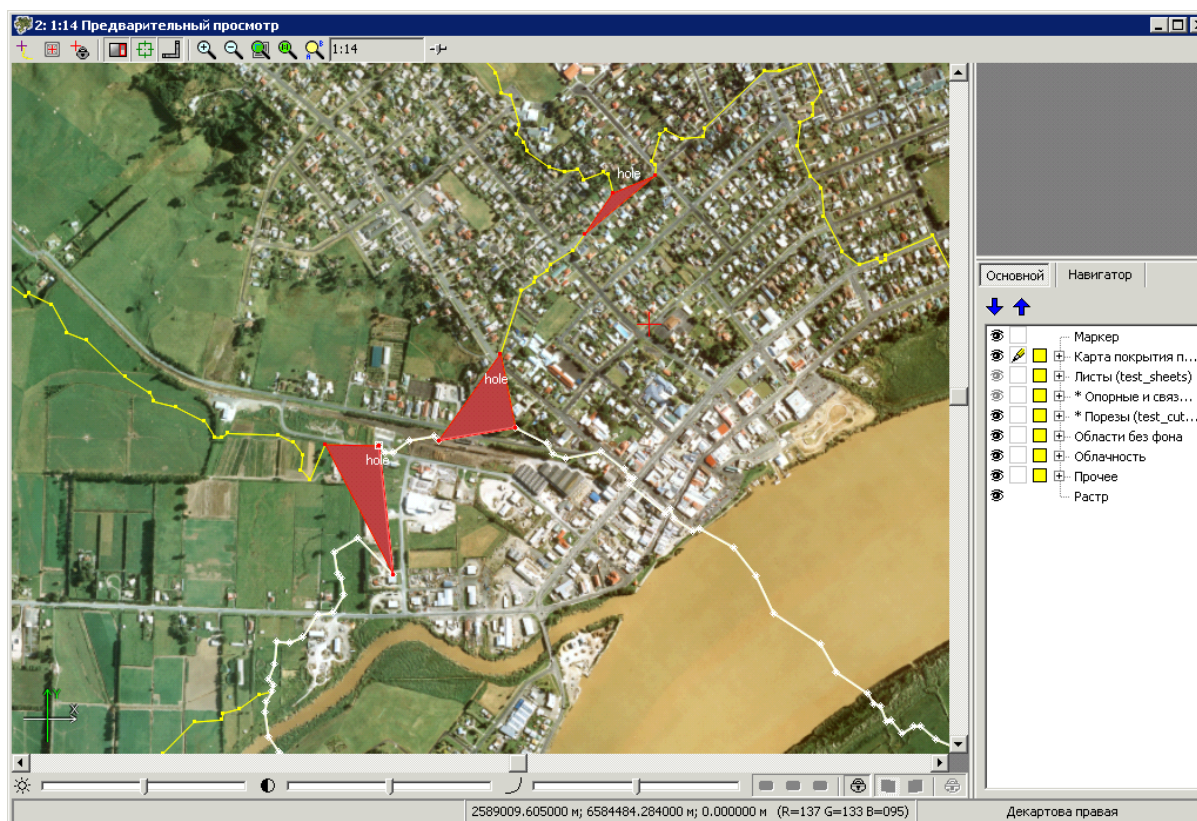 2: 1:14 Предварительный просмотр
1:14
hole
hole
hole
Y
X
Основной
Навигатор
Маркер
Карта покрытия п...
Листы (test_sheets)
* Опорные и связ...
* Порезы (test_cut...
Области без фона
Облачность
Прочее
Растр
2589009.605000 м; 6584484.284000 м; 0.000000 м (R=137 G=133 B=095)
Декартова правая